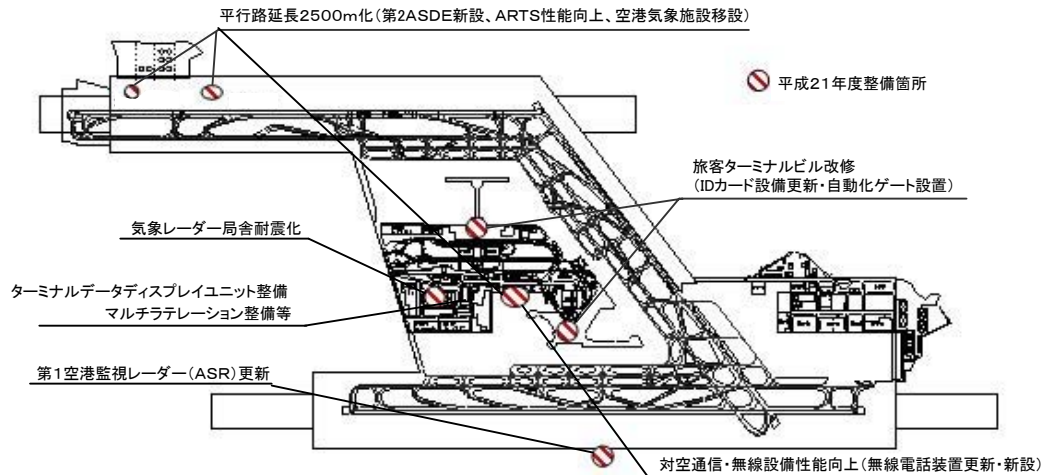 平行路延長2500m化(第2ASDE新設、ARTS性能向上、空港気象施設移設)
平成21年度整備箇所
旅客ターミナルビル改修
(IDカード設備更新・自動化ゲート設置)
気象レーダー局舎耐震化
ターミナルデータディスプレイユニット整備
マルチラテレーション整備等
第1空港監視レーダー(ASR)更新
対空通信・無線設備性能向上(無線電話装置更新・新設)